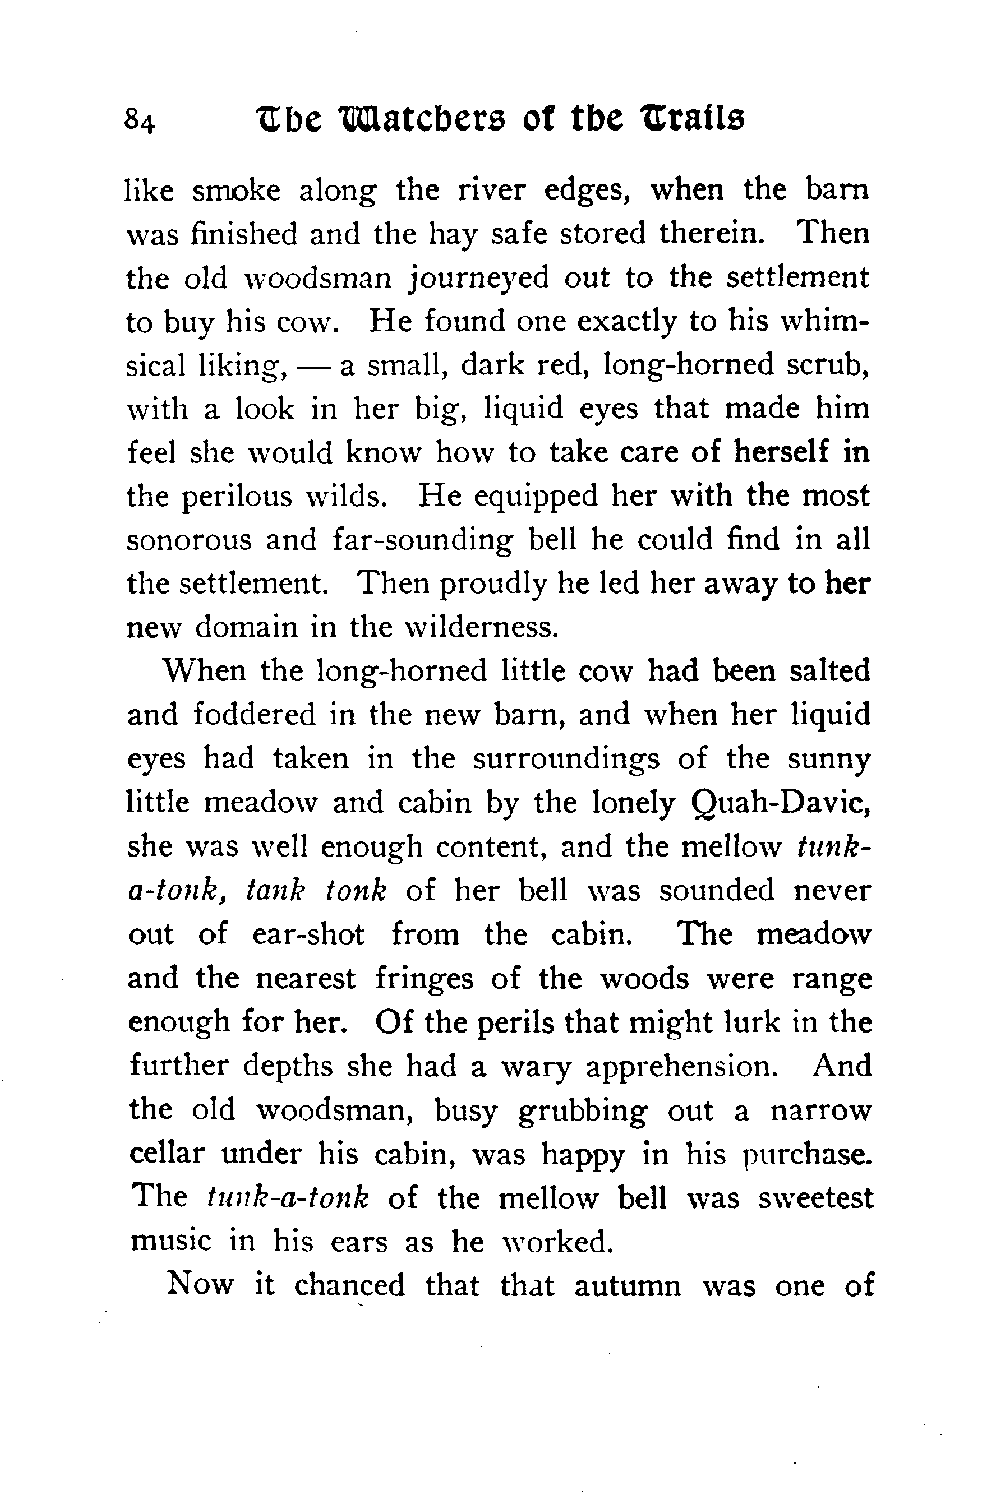 84 The Watchers of the Trails
like smoke along the river edges, when the barn
was finished and the hay safe stored therein. Then
the old woodsman journeyed out to the settlement
to buy his cow. He found one exactly to his whim-
sical liking, — a small, dark red, long-horned scrub,
with a look in her big, liquid eyes that made him
feel she would know how to take care of herself in
the perilous wilds. He equipped her with the most
sonorous and far-sounding bell he could find in all
the settlement. Then proudly he led her away to her
new domain in the wilderness.
When the long-horned little cow had been salted
and foddered in the new barn, and when her liquid
eyes had taken in the surroundings of the sunny
little meadow and cabin by the lonely Quah-Davic,
she was well enough content, and the mellow tunk-
a-tonk, tank tonk of her bell was sounded never
out of ear-shot from the cabin. The meadow
and the nearest fringes of the woods were range
enough for her. Of the perils that might lurk in the
further depths she had a wary apprehension. And
the old woodsman, busy grubbing out a narrow
cellar under his cabin, was happy in his purchase.
The tunk-a-tonk of the mellow bell was sweetest
music in his ears as he worked.
Now it chanced that that autumn was one of